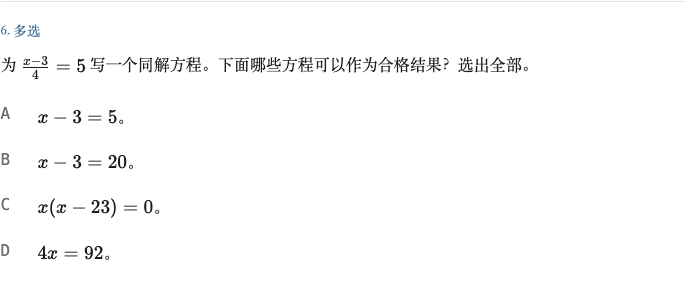 6. 多选
为 \frac{x-3}{4} = 5 写一个同解方程。下面哪些方程可以作为合格结果？选出全部。
A x − 3 = 5。
B x − 3 = 20。
C x(x − 23) = 0。
D 4x = 92。